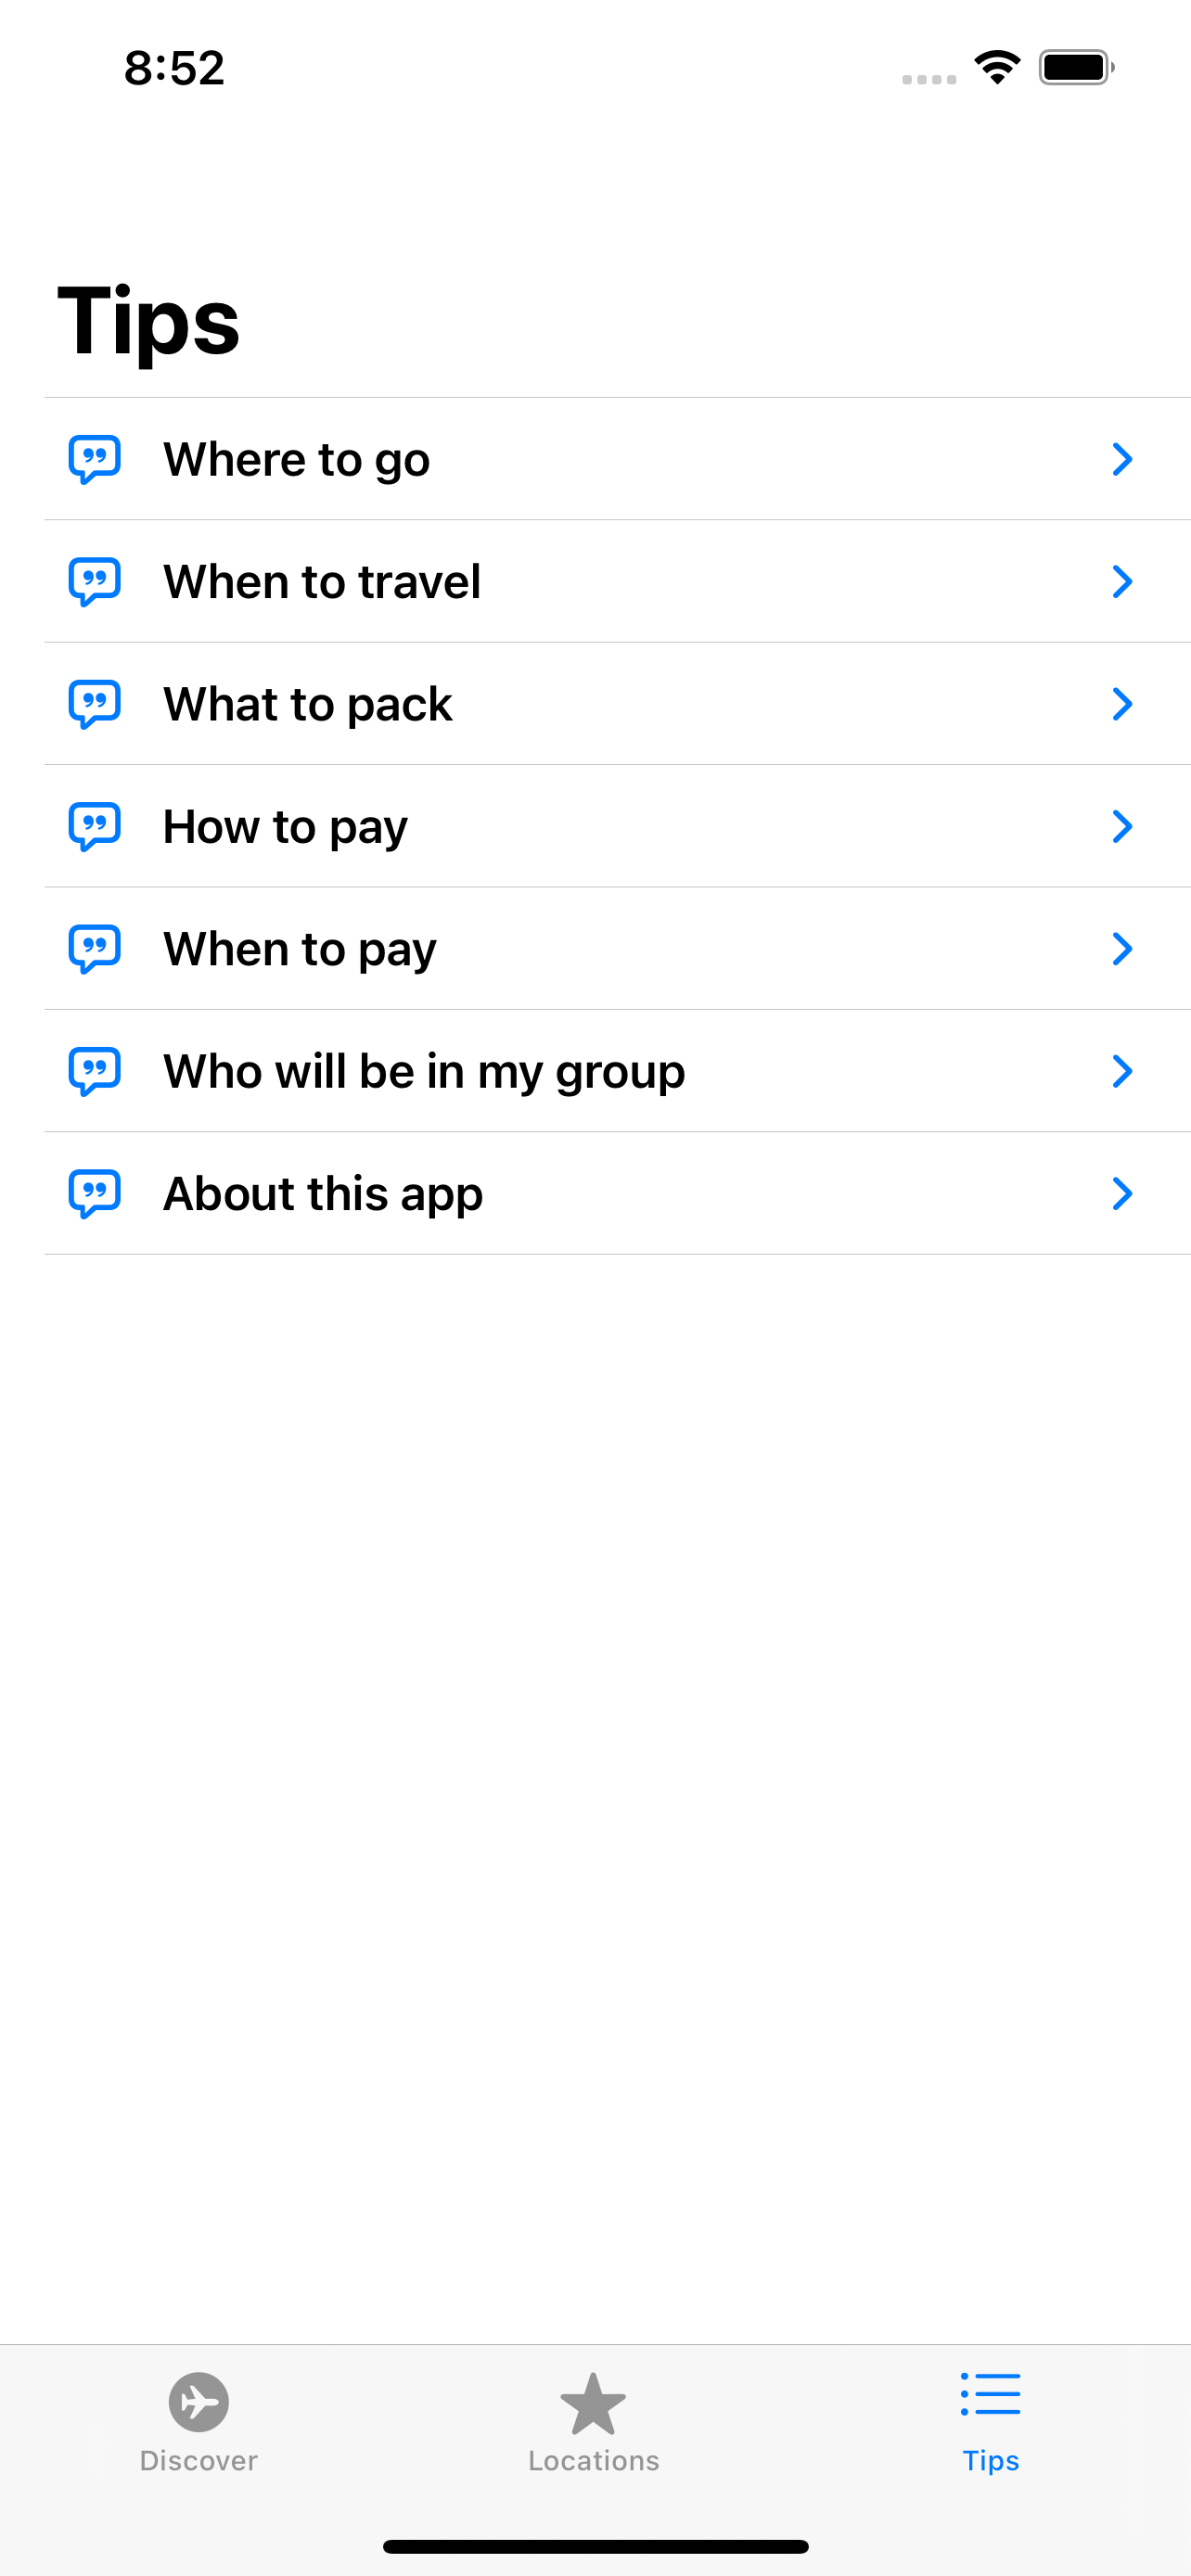 8:52
Tips
Where to go
When to travel
What to pack
How to pay
When to pay
Who will be in my group
About this app
Discover
Locations
Tips